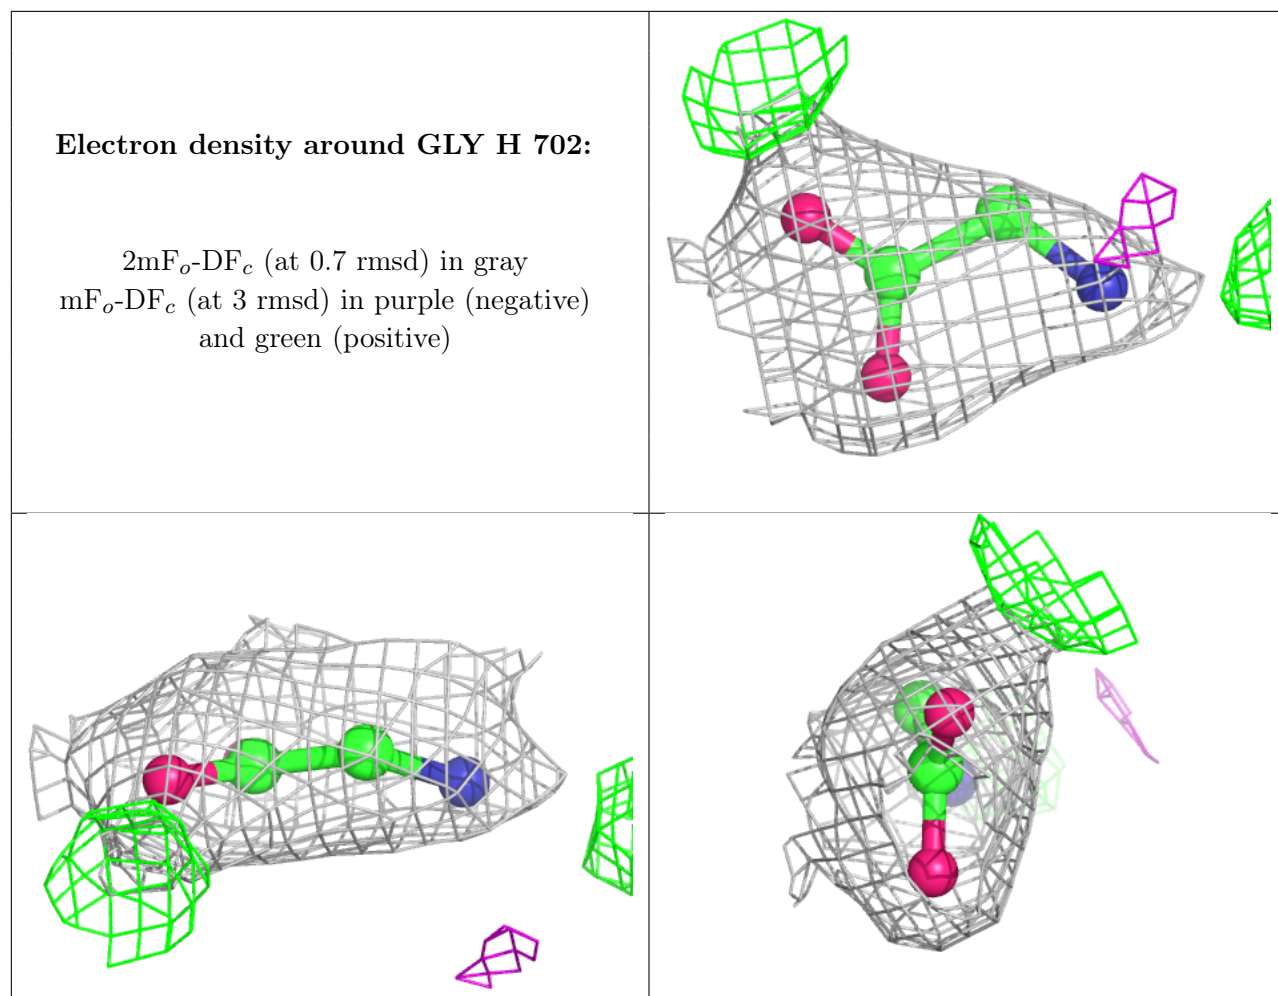 Electron density around GLY H 702:
2mFo-DFc (at 0.7 rmsd) in gray
mFo-DFc (at 3 rmsd) in purple (negative)
and green (positive)